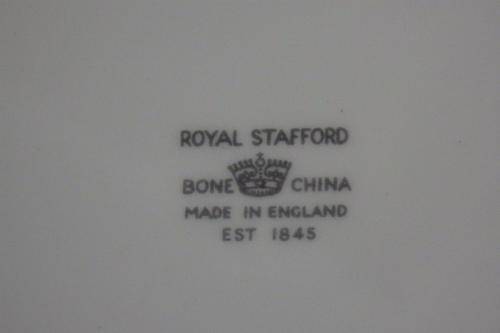 ROYAL STAFFORD
BONE CHINA
MADE IN ENGLAND
EST 1845